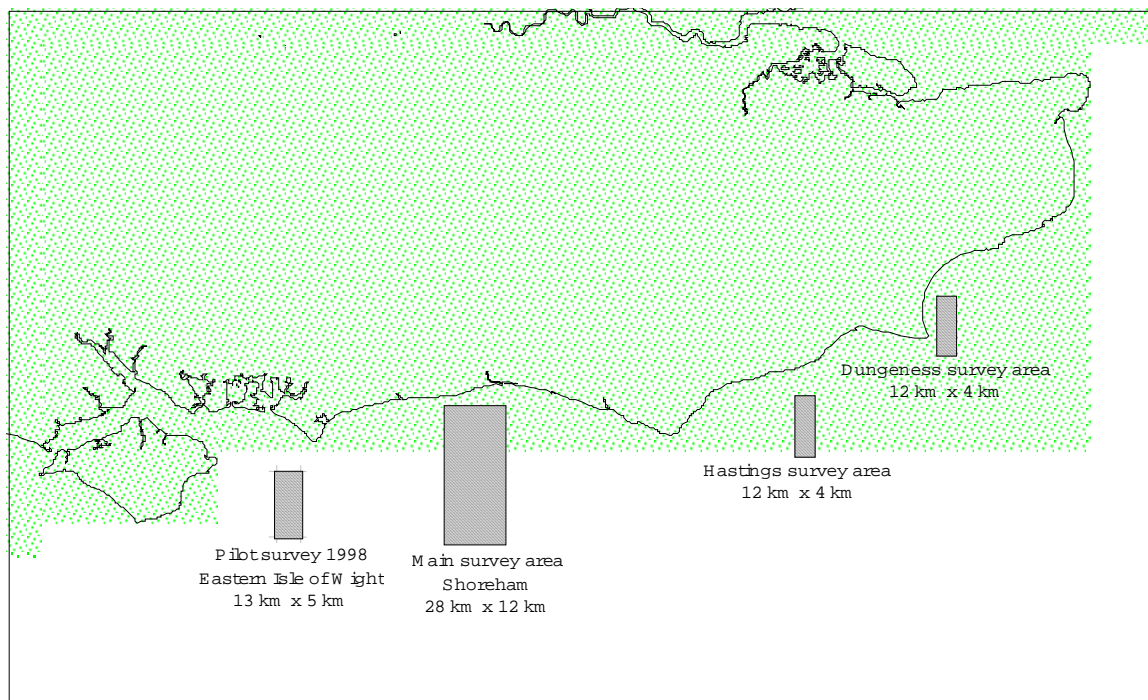 Dungeness survey area
12 km x 4 km
Hastings survey area
12 km x 4 km
Pilot survey 1998
Eastern Isle of Wight
13 km x 5 km
Main survey area
Shoreham
28 km x 12 km